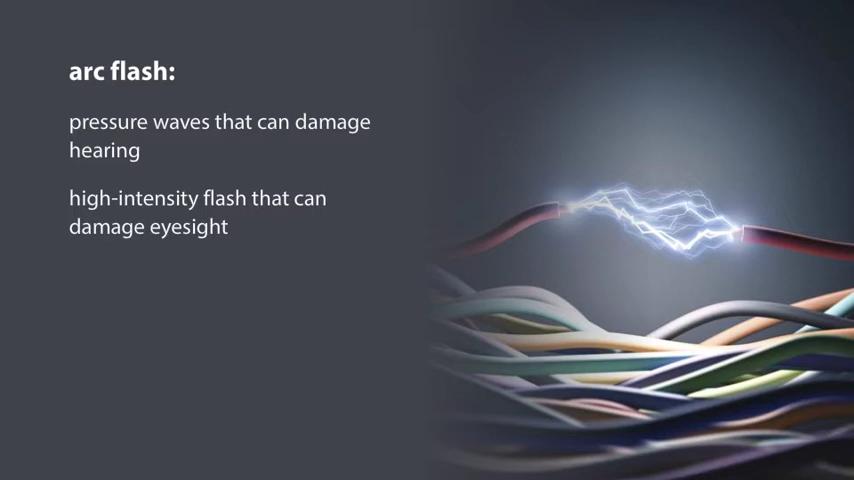 arc flash:
pressure waves that can damage
hearing
high-intensity flash that can
damage eyesight